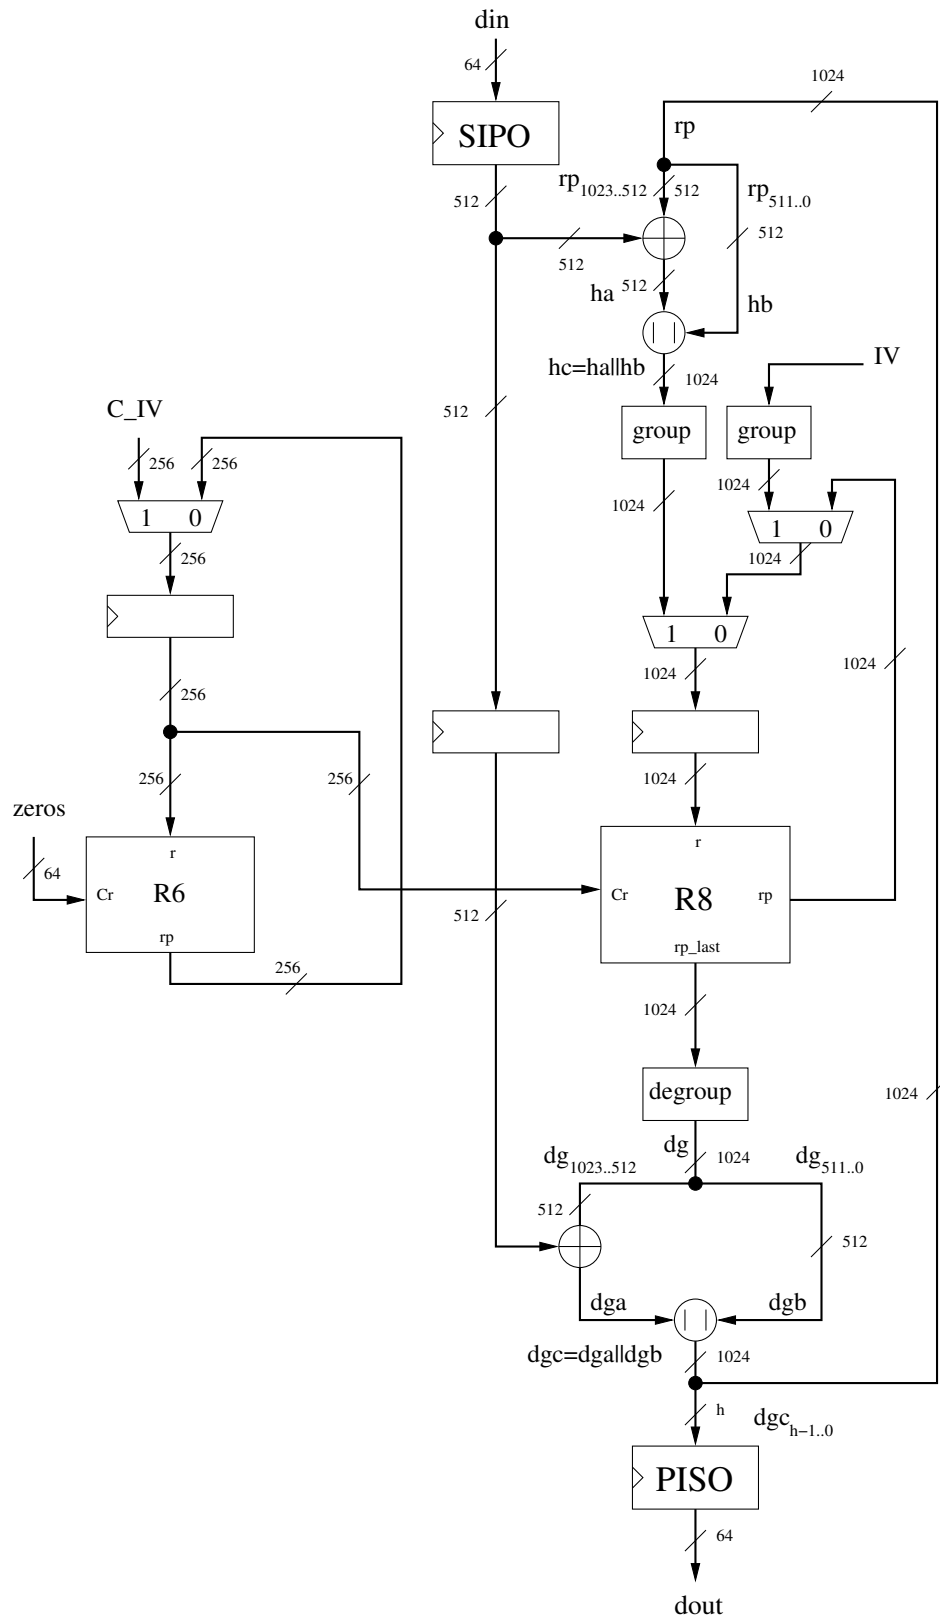 din
64
1024
SIPO
rp
512
rp1023..512
512
rp511..0
512
512
ha
512
hb
hc=ha||hb
1024
IV
C_IV
group
group
512
256
256
1024
1024
1 0
1 0
256
1024
1 0
256
1024
1024
256
256
1024
zeros
64
r
r
Cr
R6
Cr
R8
rp
rp
512
rp_last
256
1024
degroup
1024
dg
1024
dg1023..512
dg511..0
512
512
dga
dgb
dgc=dga||dgb
1024
h
dgch−1..0
PISO
64
dout